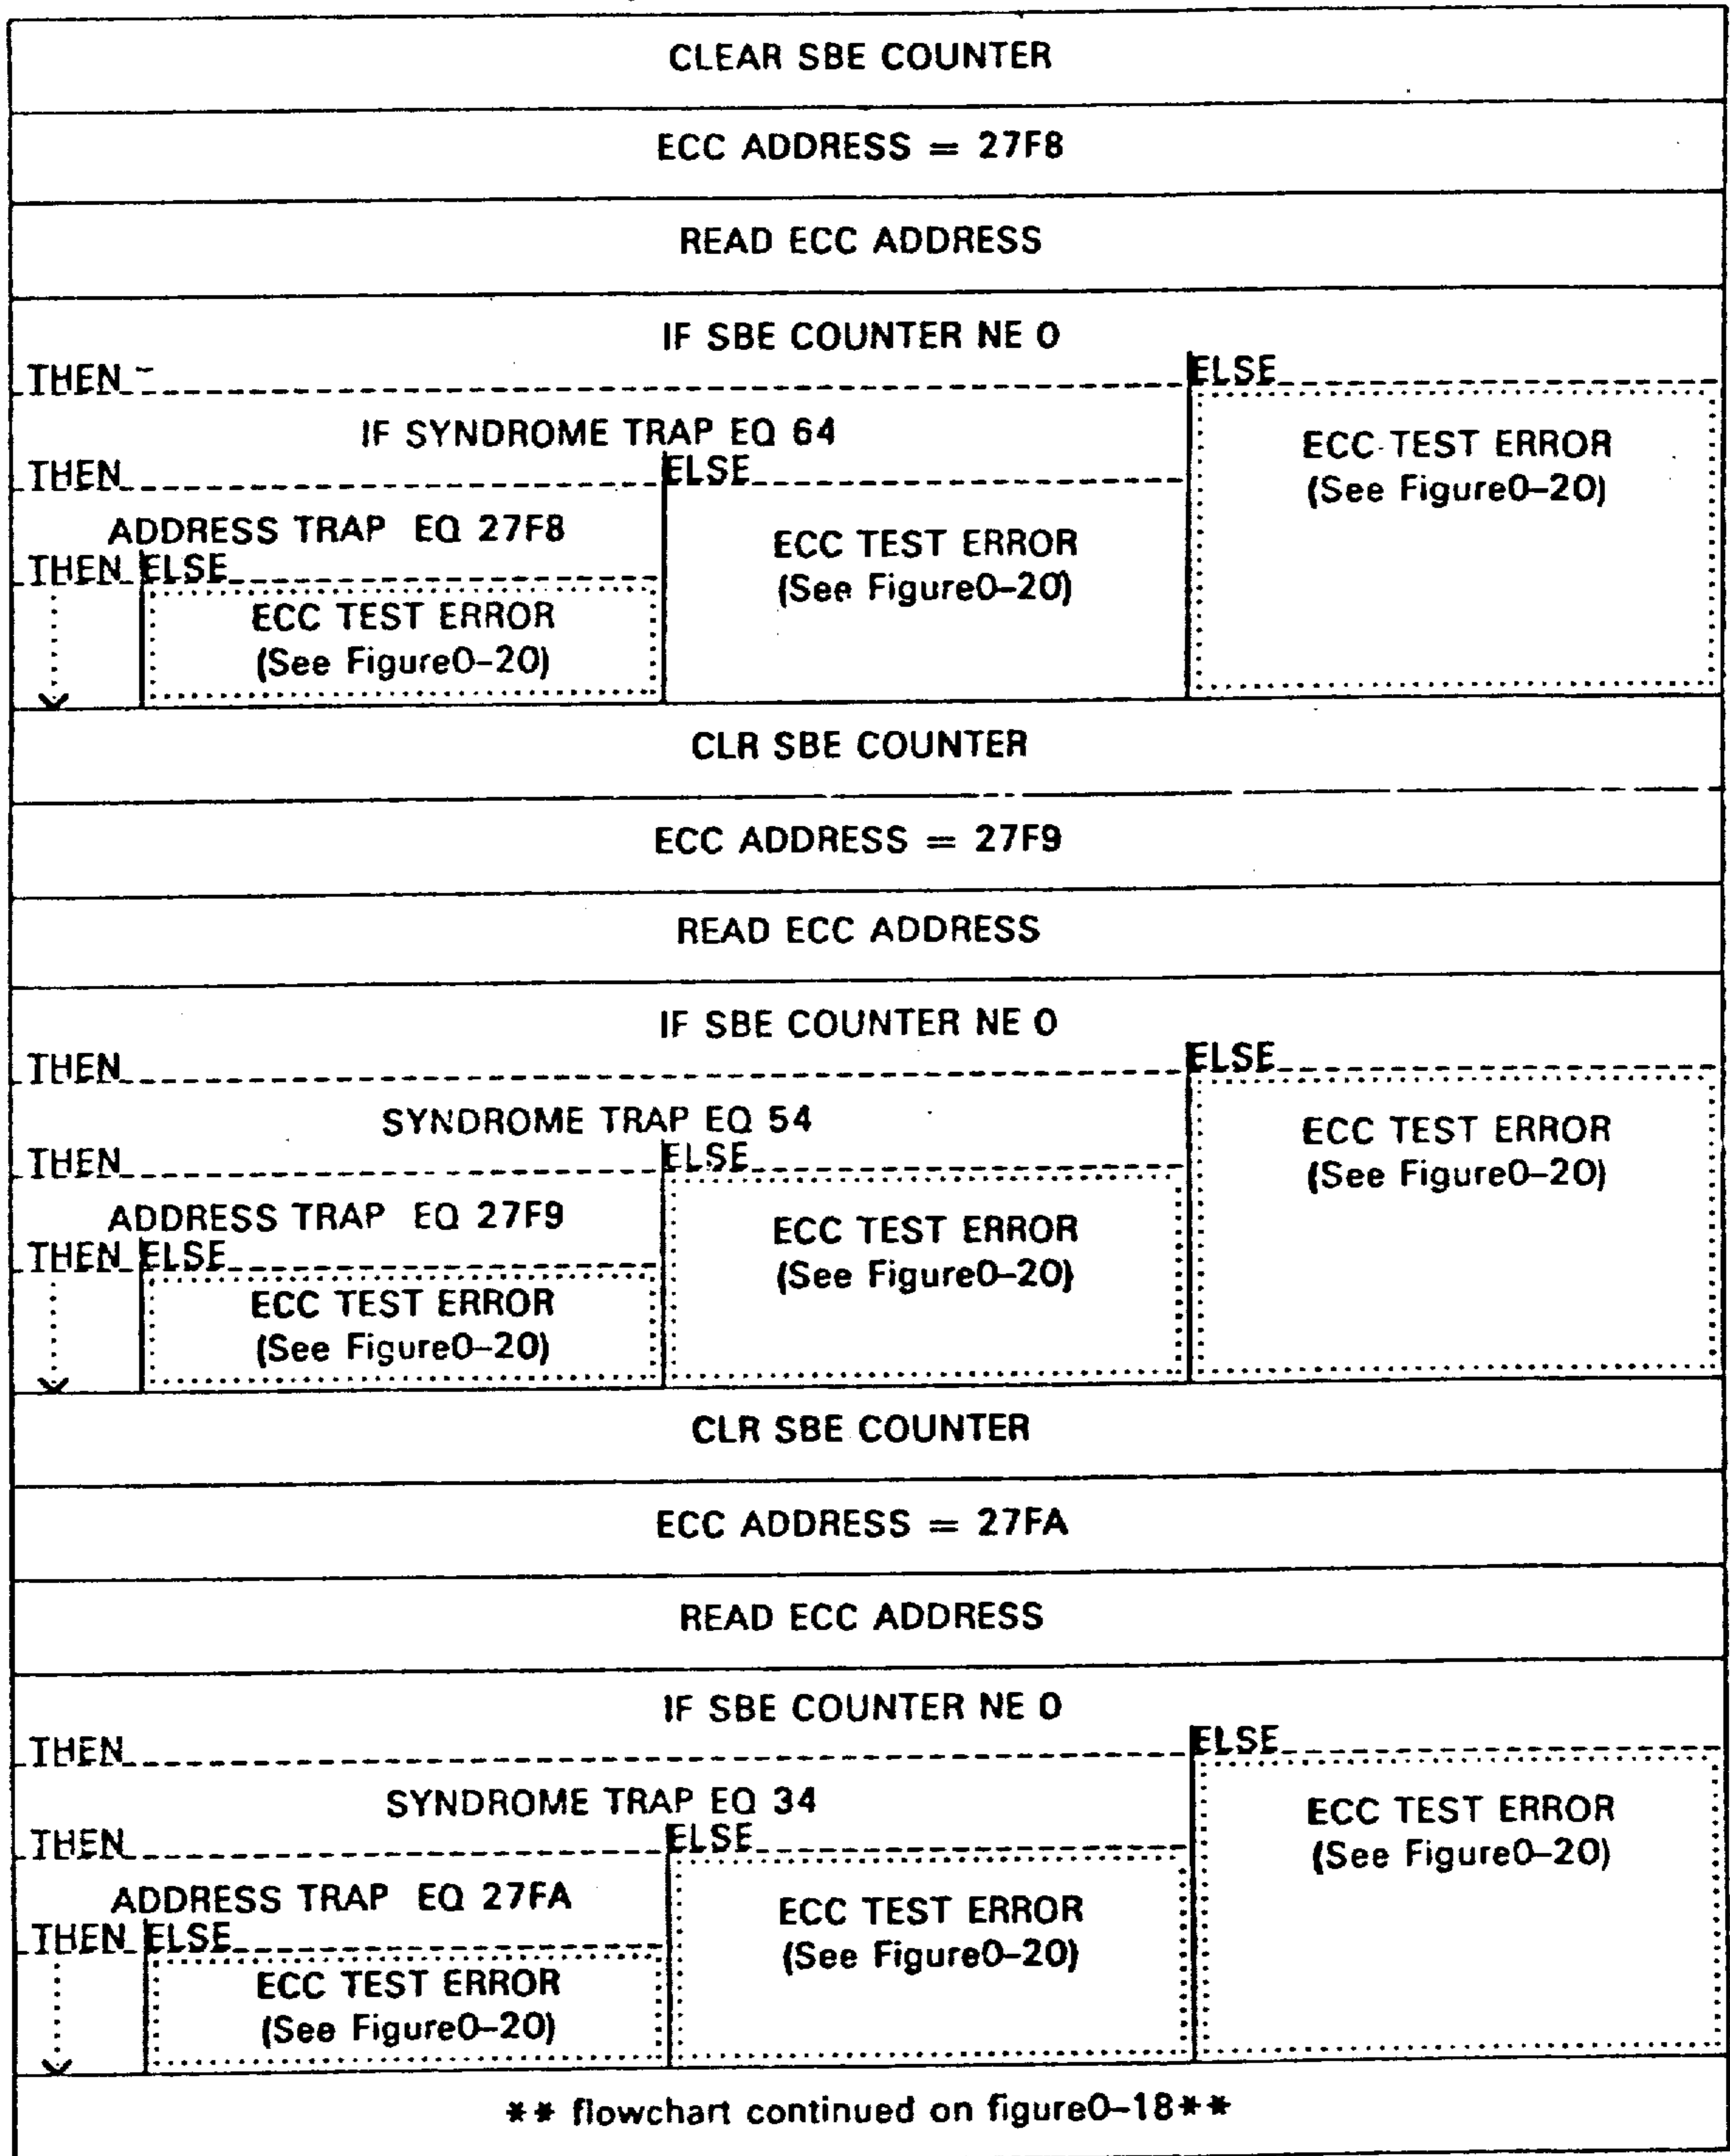 CLEAR SBE COUNTER
ECC ADDRESS = 27F8
READ ECC ADDRESS
IF SBE COUNTER NE 0
THEN
ELSE
IF SYNDROME TRAP EQ 64
THEN
ELSE
ECC TEST ERROR
(See Figure0-20)
ADDRESS TRAP EQ 27F8
THEN ELSE
ECC TEST ERROR
(See Figure0-20)
ECC TEST ERROR
(See Figure0-20)
CLR SBE COUNTER
ECC ADDRESS = 27F9
READ ECC ADDRESS
IF SBE COUNTER NE 0
THEN
ELSE
SYNDROME TRAP EQ 54
THEN
ELSE
ECC TEST ERROR
(See Figure0-20)
ADDRESS TRAP EQ 27F9
THEN ELSE
ECC TEST ERROR
(See Figure0-20)
ECC TEST ERROR
(See Figure0-20)
CLR SBE COUNTER
ECC ADDRESS = 27FA
READ ECC ADDRESS
IF SBE COUNTER NE 0
THEN
ELSE
SYNDROME TRAP EQ 34
THEN
ELSE
ECC TEST ERROR
(See Figure0-20)
ADDRESS TRAP EQ 27FA
THEN ELSE
ECC TEST ERROR
(See Figure0-20)
ECC TEST ERROR
(See Figure0-20)
** flowchart continued on figure0-18**